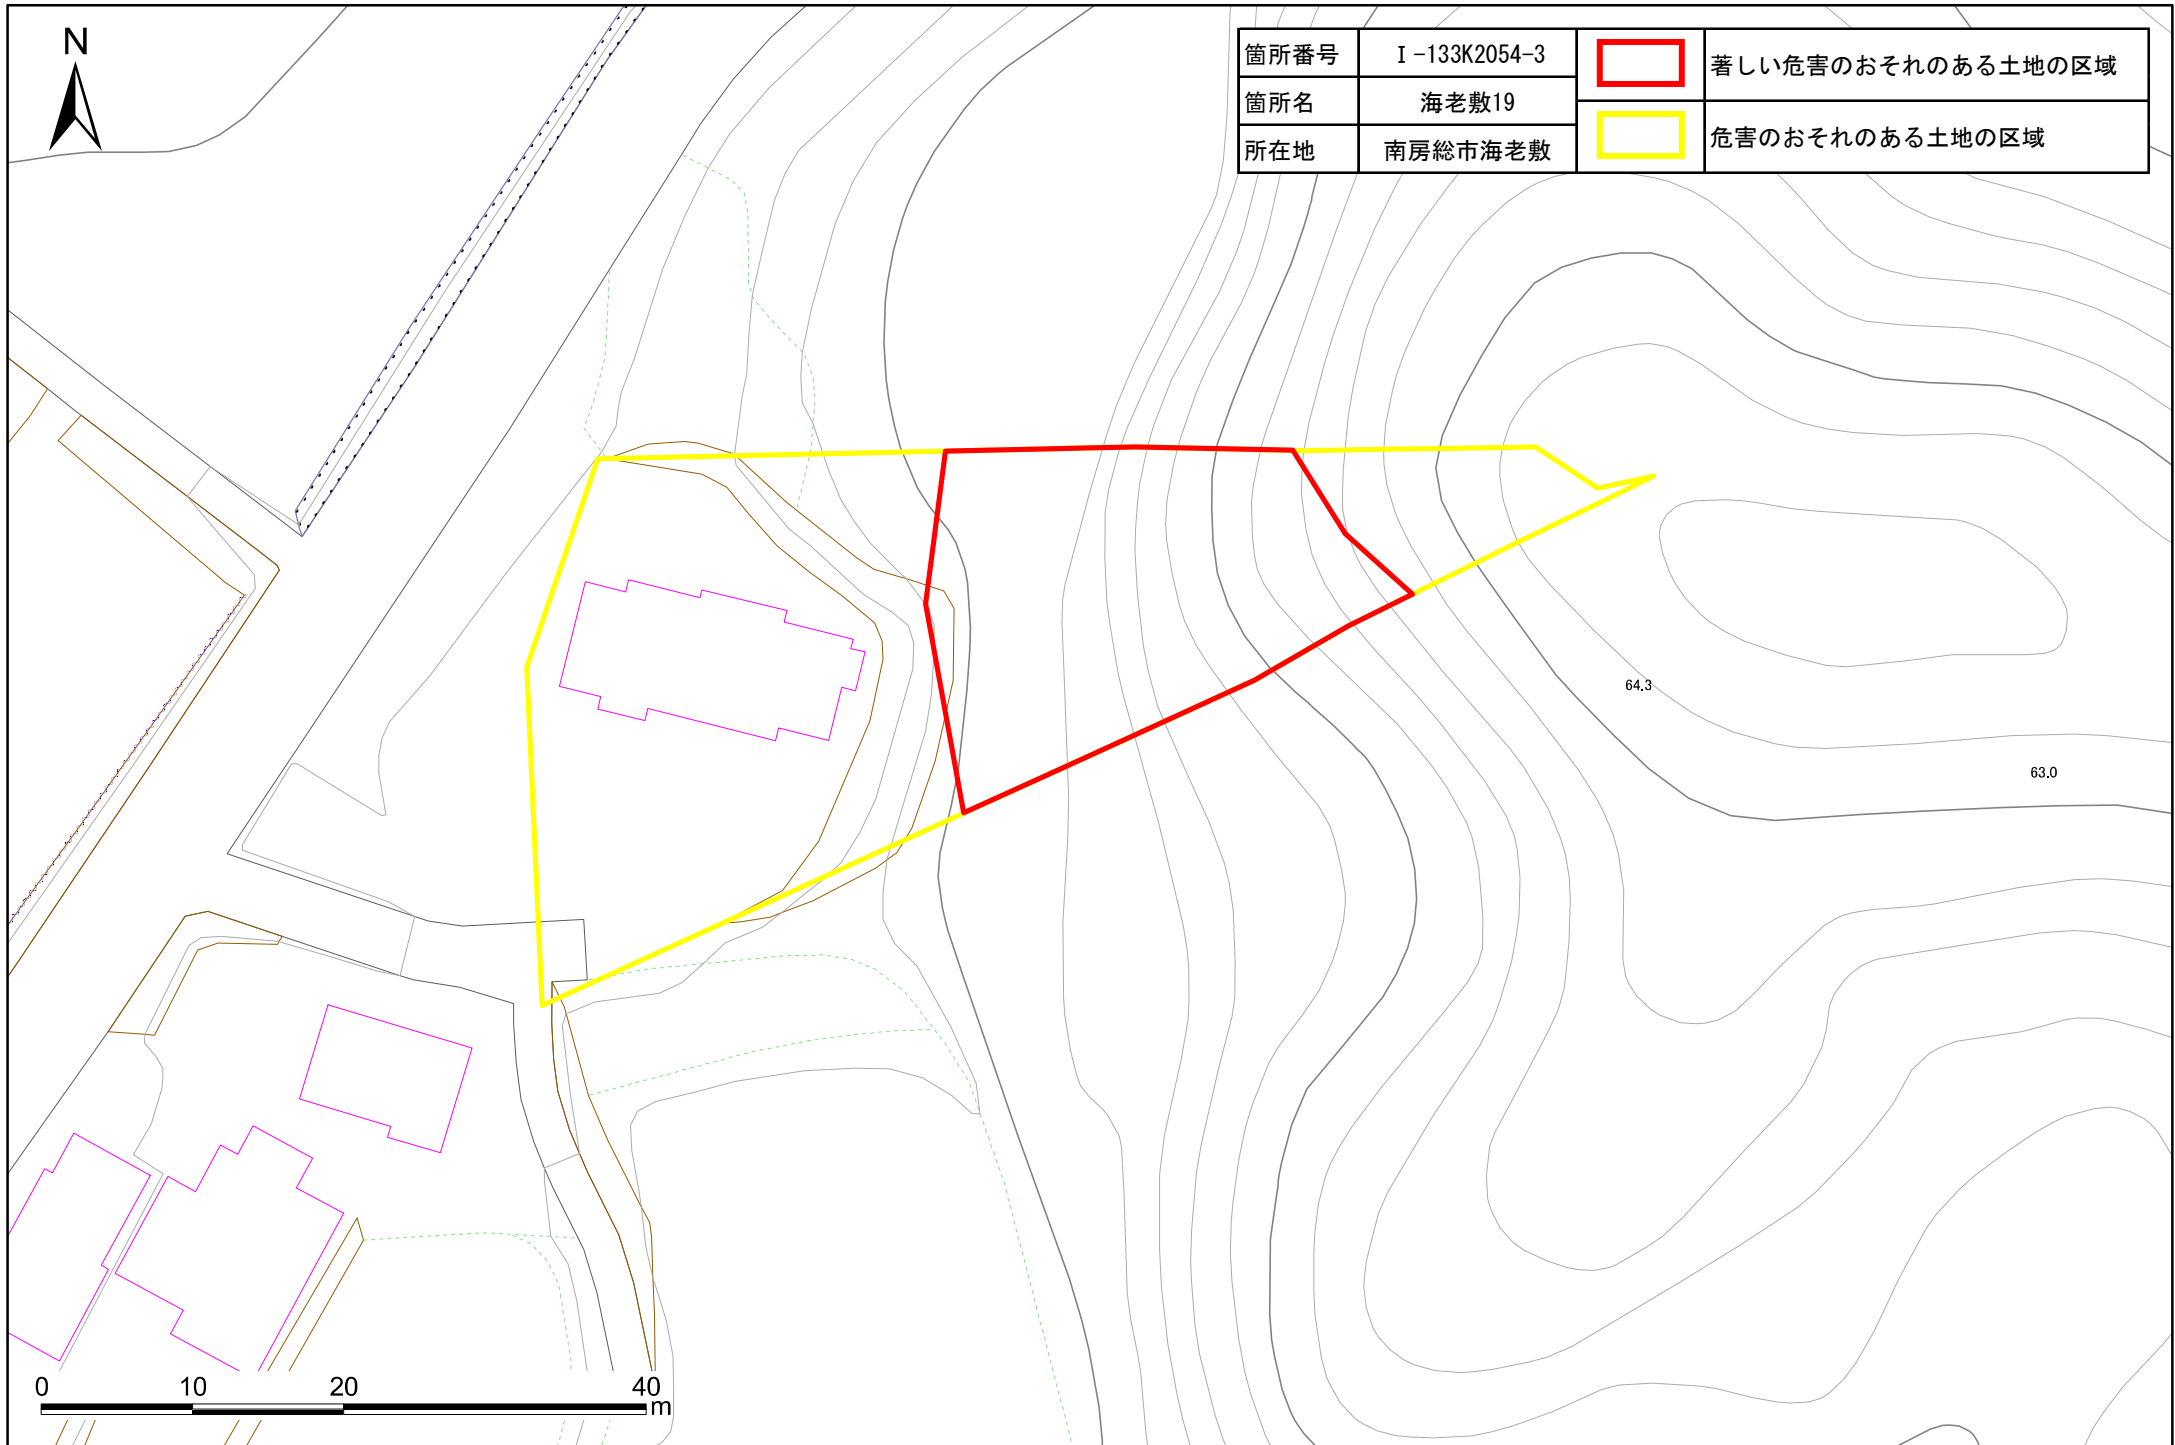 N
箇所番号 Ⅰ-133K2054-3
箇所名 海老敷19
所在地 南房総市海老敷
著しい危害のおそれのある土地の区域
危害のおそれのある土地の区域
64.3
63.0
0 10 20 40
m